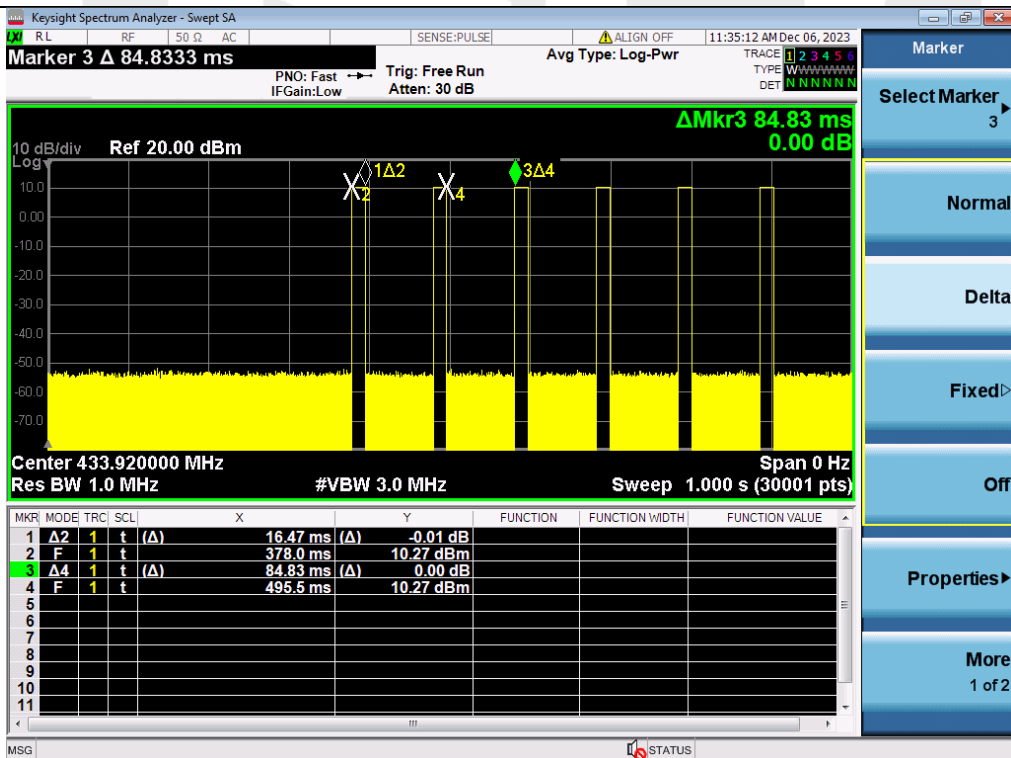 Keysight Spectrum Analyzer - Swept SA
LXI RL RF 50 Ω AC SENSE:PULSE ALIGN OFF 11:35:12 AM Dec 06, 2023
Marker 3 Δ 84.8333 ms
PNO: Fast
IFGain:Low
Trig: Free Run
Atten: 30 dB
Avg Type: Log-Pwr
TRACE 1 2 3 4 5 6
TYPE WWWWWW
DET N N N N N N
ΔMkr3 84.83 ms
0.00 dB
10 dB/div Ref 20.00 dBm
Log
1Δ2
2
4
3Δ4
10.0
0.00
-10.0
-20.0
-30.0
-40.0
-50.0
-60.0
-70.0
Center 433.920000 MHz Span 0 Hz
Res BW 1.0 MHz #VBW 3.0 MHz Sweep 1.000 s (30001 pts)
MKR MODE TRC SCL X Y FUNCTION FUNCTION WIDTH FUNCTION VALUE
1 Δ2 1 t (Δ) 16.47 ms (Δ) -0.01 dB
2 F 1 t 378.0 ms 10.27 dBm
3 Δ4 1 t (Δ) 84.83 ms (Δ) 0.00 dB
4 F 1 t 495.5 ms 10.27 dBm
5
6
7
8
9
10
11
MSG STATUS
Marker
Select Marker
3
Normal
Delta
Fixed
Off
Properties
More
1 of 2